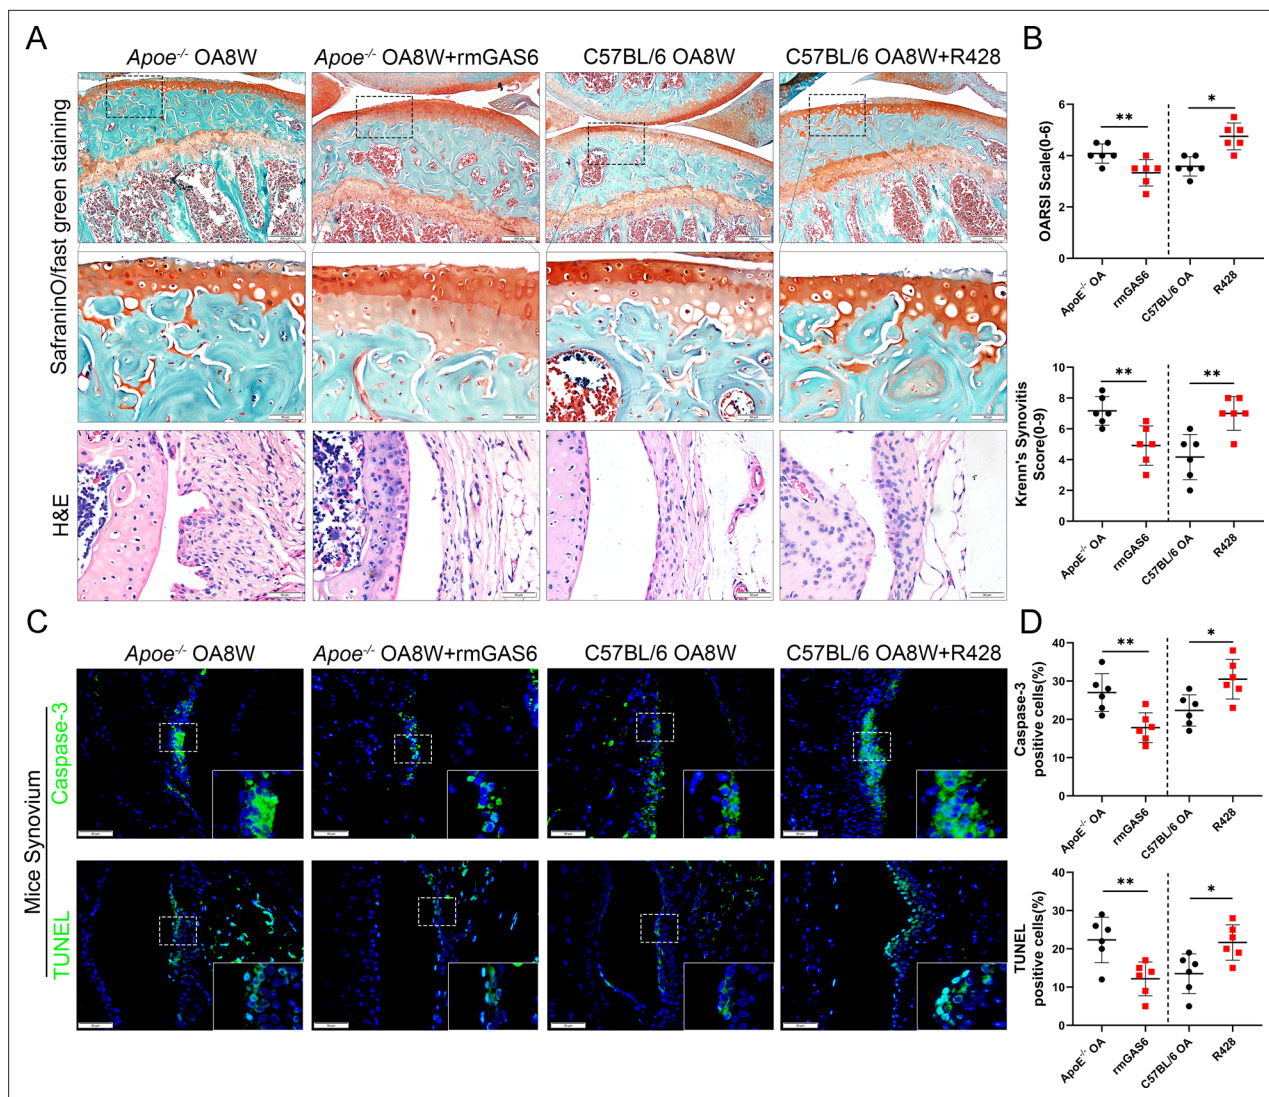 A
B
Apoe-/- OA8W
Apoe-/- OA8W+rmGAS6
C57BL/6 OA8W
C57BL/6 OA8W+R428
SafraninO/fast green staining
H&E
OARSI Scale(0-6)
6
4
2
0
**
*
ApoE-/- OA
rmGAS6
C57BL/6 OA
R428
Krenn's Synovitis
Score(0-9)
10
8
6
4
2
0
**
**
ApoE-/- OA
rmGAS6
C57BL/6 OA
R428
C
D
Apoe-/- OA8W
Apoe-/- OA8W+rmGAS6
C57BL/6 OA8W
C57BL/6 OA8W+R428
Mice Synovium
Caspase-3
TUNEL
Caspase-3
positive cells(%)
40
30
20
10
0
**
*
ApoE-/- OA
rmGAS6
C57BL/6 OA
R428
TUNEL
positive cells(%)
40
30
20
10
0
**
*
ApoE-/- OA
rmGAS6
C57BL/6 OA
R428